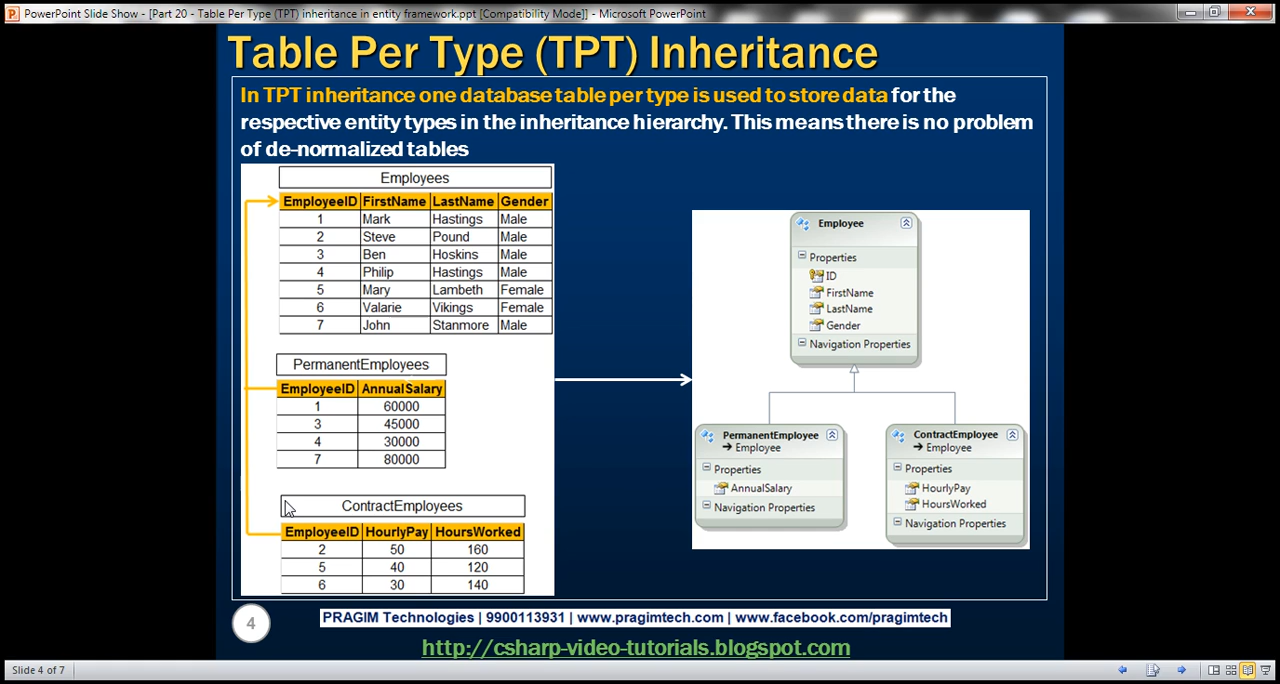 PowerPoint Slide Show - [Part 20 - Table Per Type (TPT) inheritance in entity framework.ppt [Compatibility Mode]] - Microsoft PowerPoint
Table Per Type (TPT) Inheritance
In TPT inheritance one database table per type is used to store data for the
respective entity types in the inheritance hierarchy. This means there is no problem
of de-normalized tables
Employees
EmployeeID FirstName LastName Gender
1 Mark Hastings Male
2 Steve Pound Male
3 Ben Hoskins Male
4 Philip Hastings Male
5 Mary Lambeth Female
6 Valarie Vikings Female
7 John Stanmore Male
PermanentEmployees
EmployeeID AnnualSalary
1 60000
3 45000
4 30000
7 80000
ContractEmployees
EmployeeID HourlyPay HoursWorked
2 50 160
5 40 120
6 30 140
Employee
Properties
ID
FirstName
LastName
Gender
Navigation Properties
PermanentEmployee
Employee
Properties
AnnualSalary
Navigation Properties
ContractEmployee
Employee
Properties
HourlyPay
HoursWorked
Navigation Properties
4
PRAGIM Technologies | 9900113931 | www.pragimtech.com | www.facebook.com/pragimtech
http://csharp-video-tutorials.blogspot.com
Slide 4 of 7